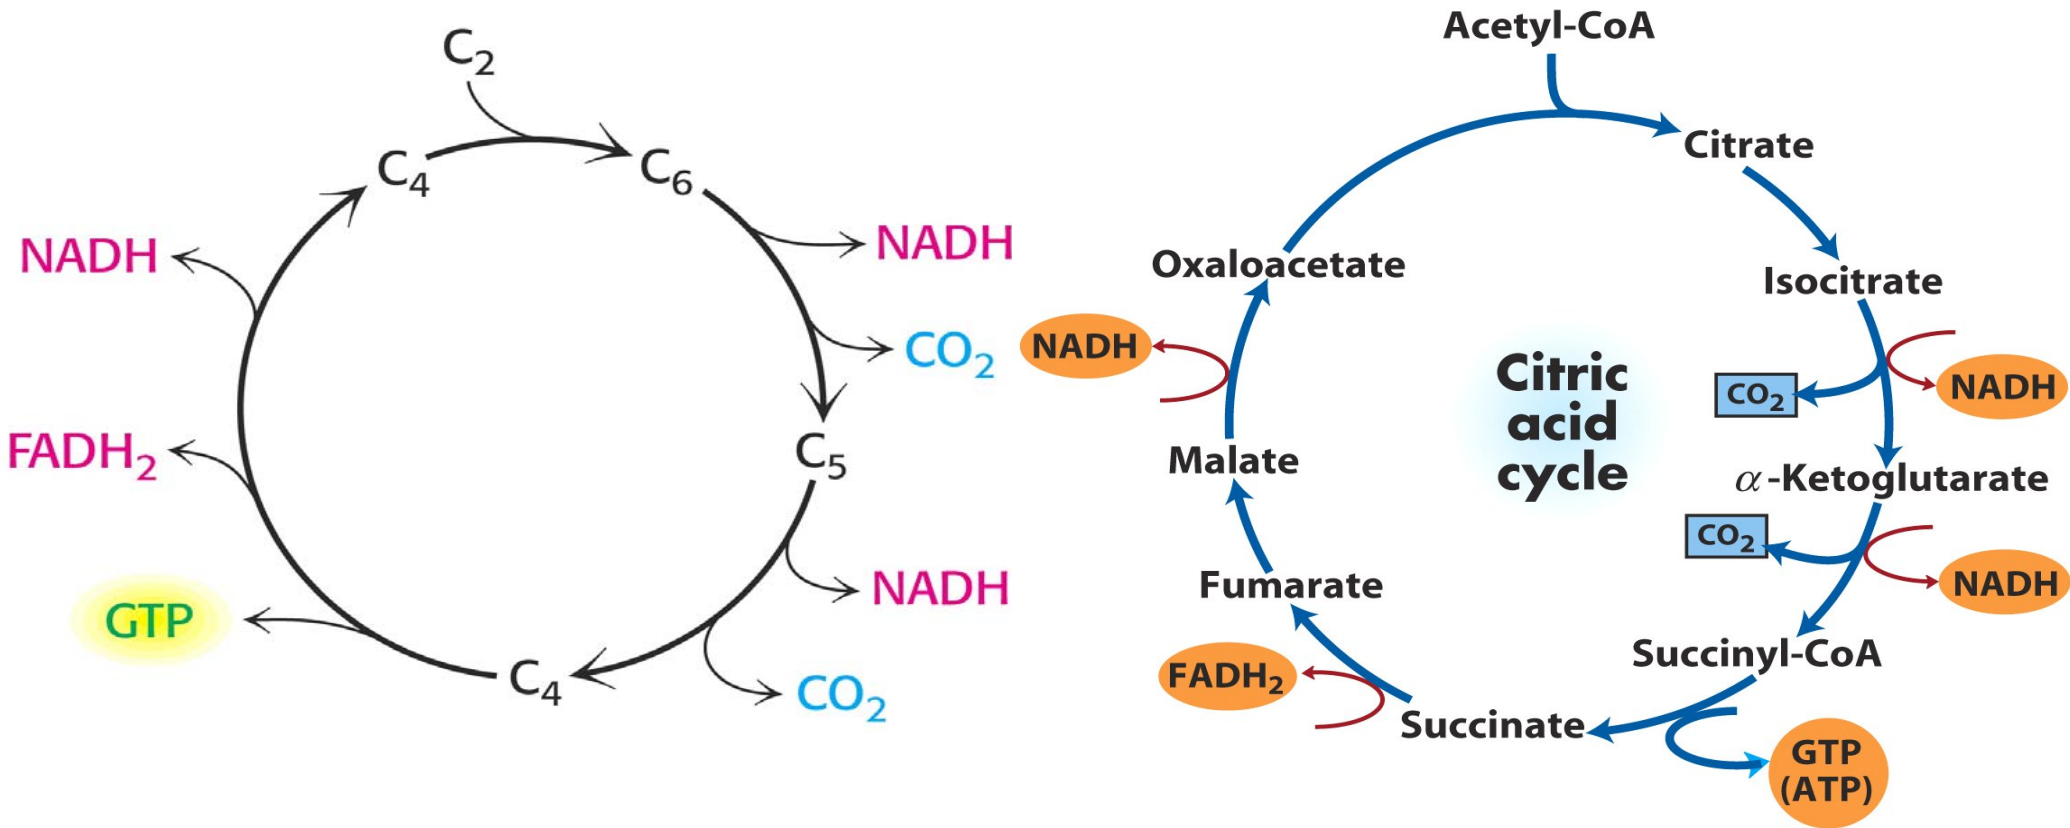 C₂
C₄
C₆
NADH
NADH
CO₂
C₅
FADH₂
NADH
GTP
C₄
CO₂
Acetyl-CoA
Citrate
Oxaloacetate
Isocitrate
NADH
Citric
acid
cycle
CO₂
NADH
Malate
α-Ketoglutarate
CO₂
NADH
Fumarate
Succinyl-CoA
FADH₂
Succinate
GTP
(ATP)